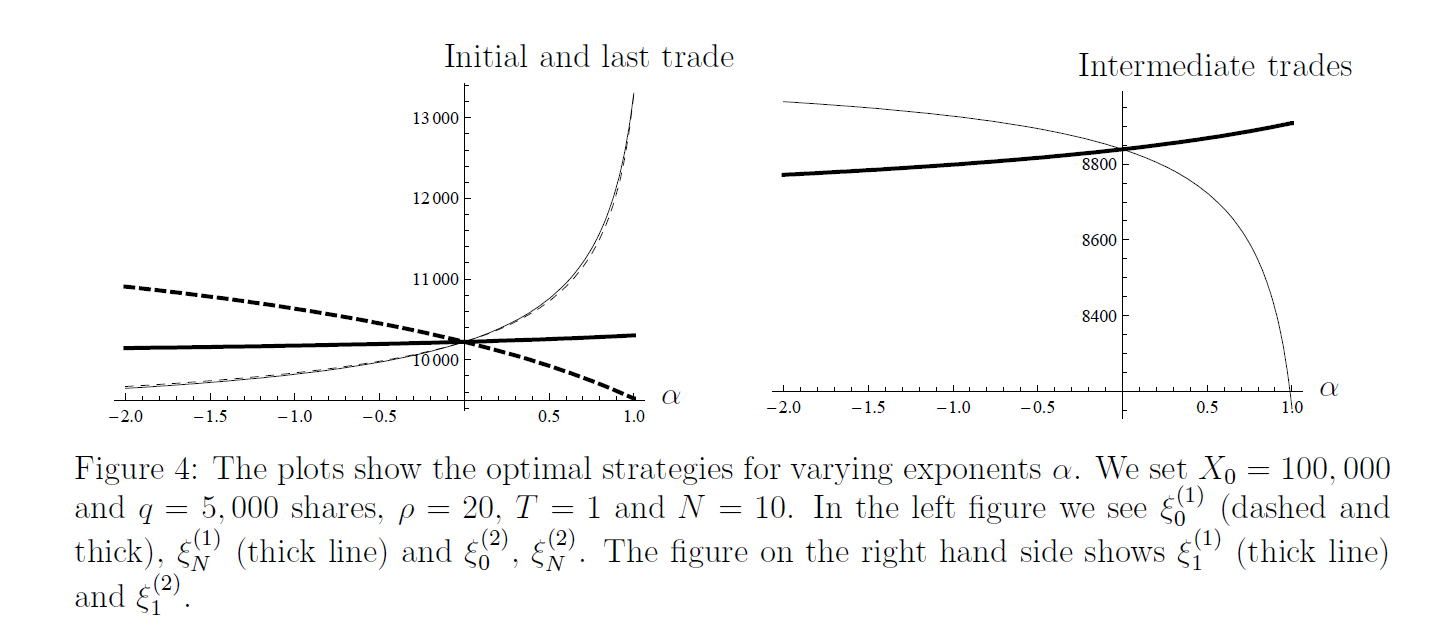 Initial and last trade
13 000
12 000
11 000
10 000
−2.0 −1.5 −1.0 −0.5 0.5 1.0 α
Intermediate trades
8800
8600
8400
−2.0 −1.5 −1.0 −0.5 0.5 1.0 α
Figure 4: The plots show the optimal strategies for varying exponents α. We set X₀ = 100, 000
and q = 5, 000 shares, ρ = 20, T = 1 and N = 10. In the left figure we see ξ₀⁽¹⁾ (dashed and
thick), ξ_N⁽¹⁾ (thick line) and ξ₀⁽²⁾, ξ_N⁽²⁾. The figure on the right hand side shows ξ₁⁽¹⁾ (thick line)
and ξ₁⁽²⁾.